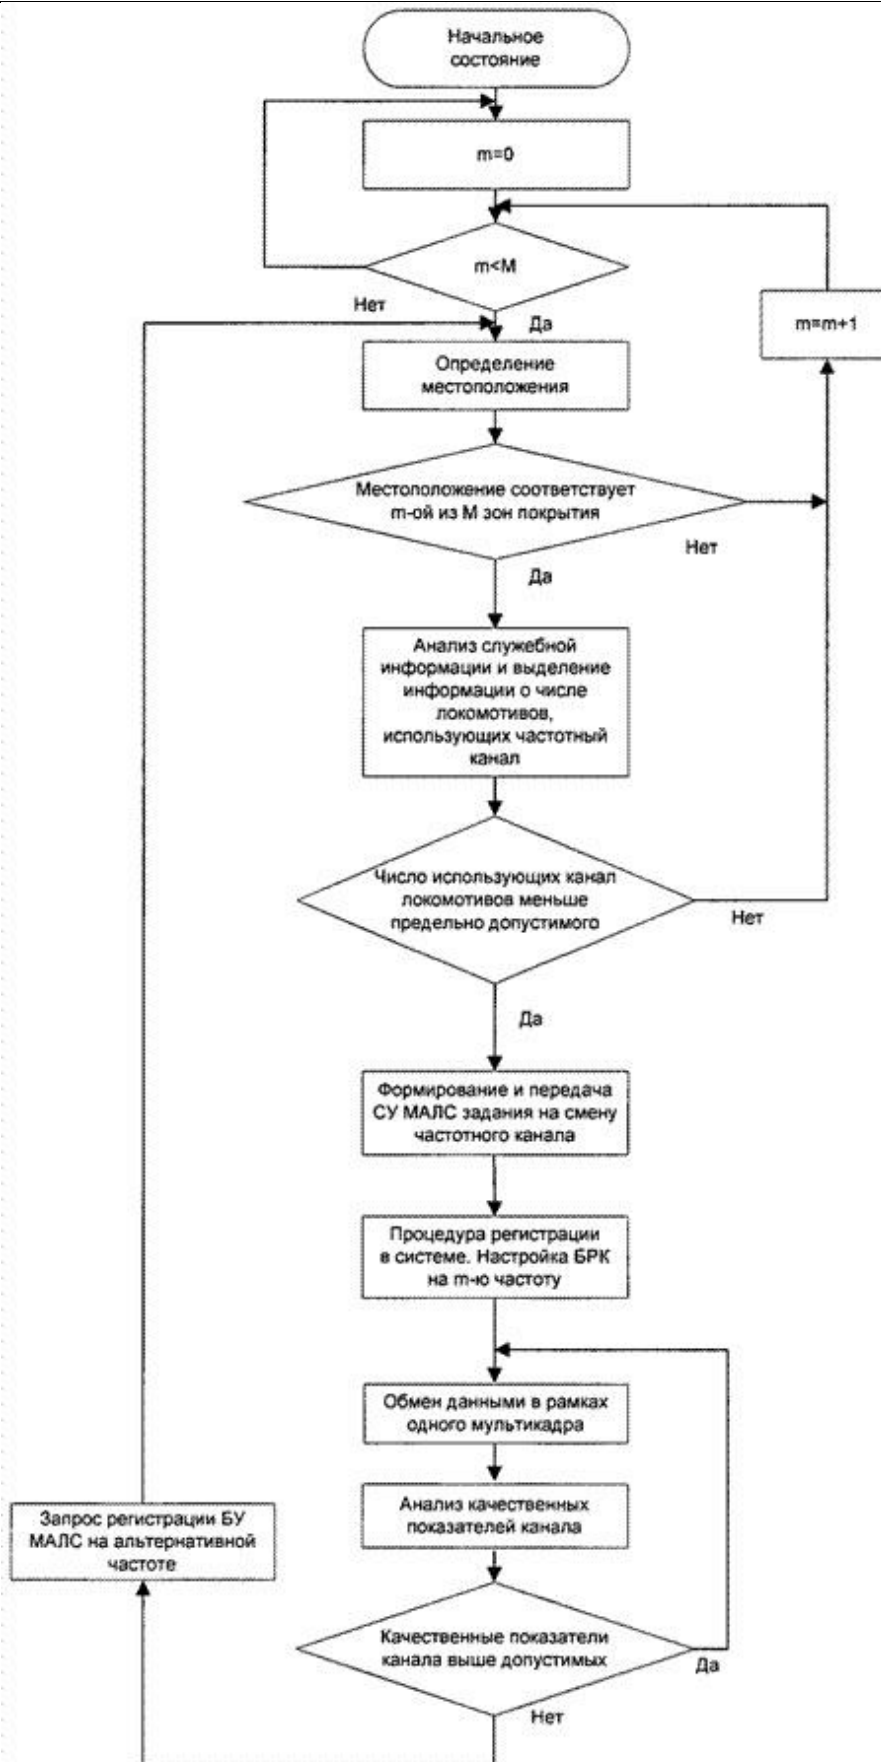 Начальное
состояние
m=0
m<M
Нет
Да
m=m+1
Определение
местоположения
Местоположение соответствует
m-ой из M зон покрытия
Нет
Да
Анализ служебной
информации и выделение
информации о числе
локомотивов,
использующих частотный
канал
Число использующих канал
локомотивов меньше
предельно допустимого
Нет
Да
Формирование и передача
СУ МАЛС задания на смену
частотного канала
Процедура регистрации
в системе. Настройка БРК
на m-ю частоту
Обмен данными в рамках
одного мультикадра
Анализ качественных
показателей канала
Запрос регистрации БУ
МАЛС на альтернативной
частоте
Качественные показатели
канала выше допустимых
Да
Нет